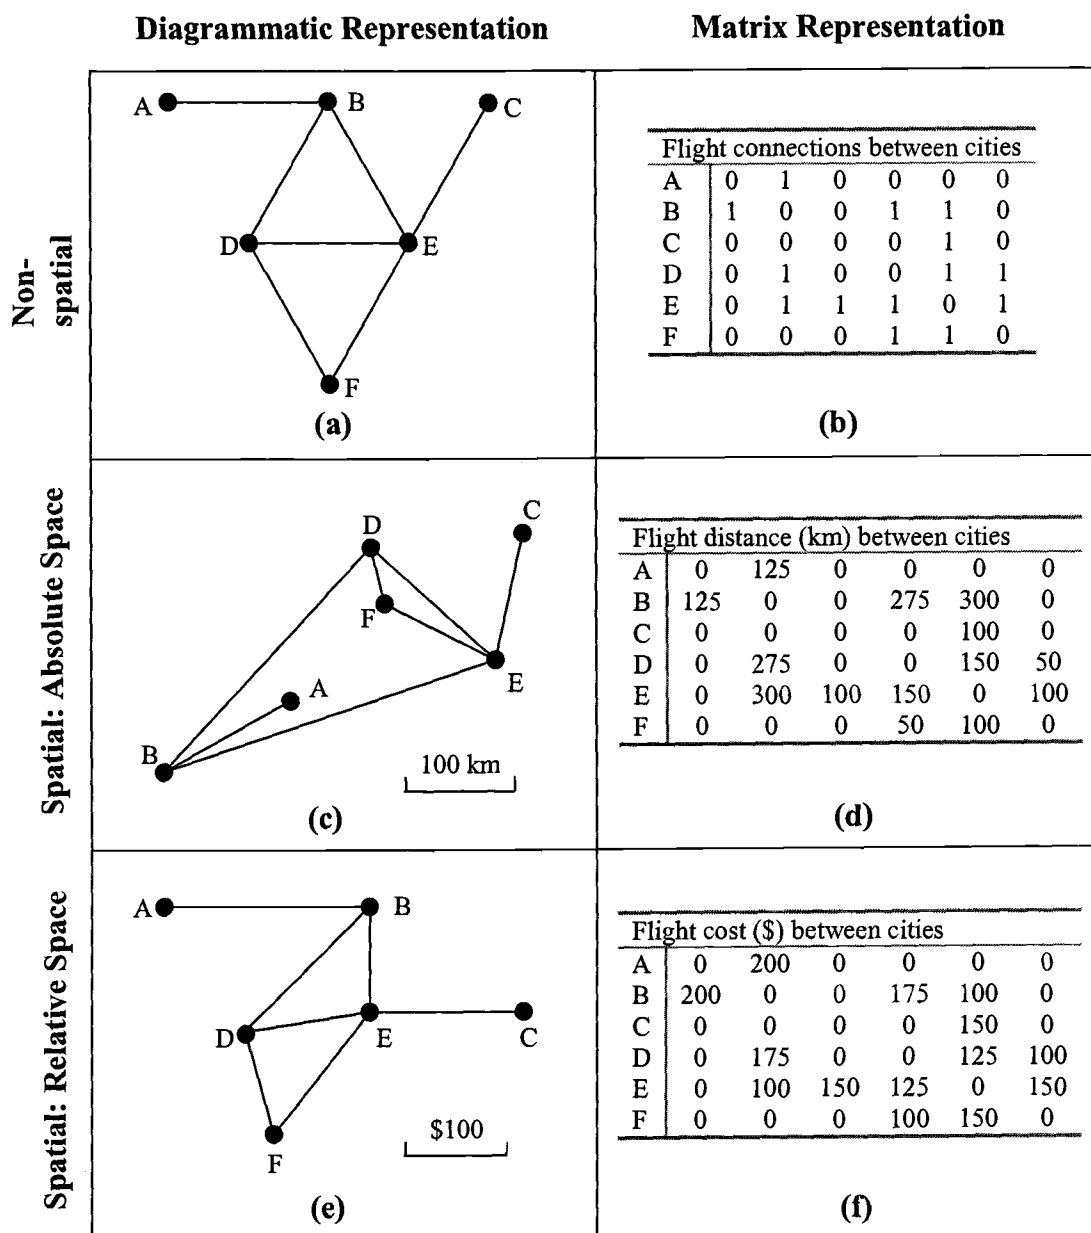 Diagrammatic Representation
Matrix Representation
Non-
spatial
A
B
C
D
E
F
(a)
Flight connections between cities
A 0 1 0 0 0 0
B 1 0 0 1 1 0
C 0 0 0 0 1 0
D 0 1 0 0 1 1
E 0 1 1 1 0 1
F 0 0 0 1 1 0
(b)
Spatial: Absolute Space
C
D
F
E
A
B
100 km
(c)
Flight distance (km) between cities
A 0 125 0 0 0 0
B 125 0 0 275 300 0
C 0 0 0 0 100 0
D 0 275 0 0 150 50
E 0 300 100 150 0 100
F 0 0 0 50 100 0
(d)
Spatial: Relative Space
A
B
D
E
C
F
$100
(e)
Flight cost ($) between cities
A 0 200 0 0 0 0
B 200 0 0 175 100 0
C 0 0 0 0 150 0
D 0 175 0 0 125 100
E 0 100 150 125 0 150
F 0 0 0 100 150 0
(f)